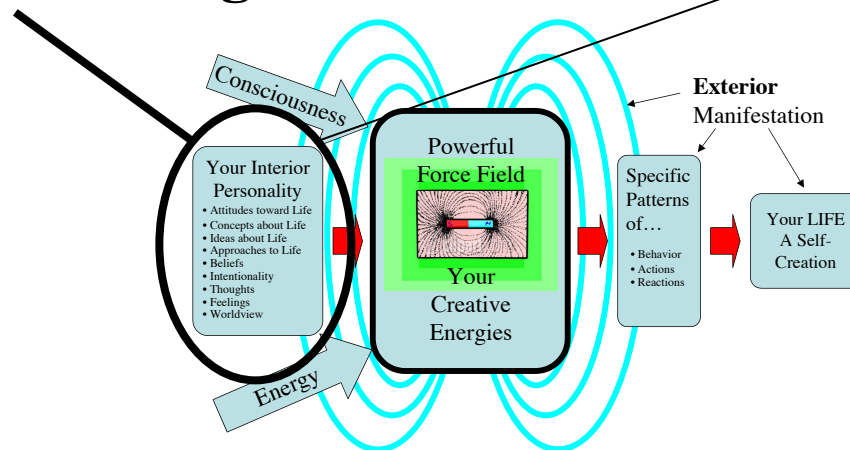 Consciousness
Exterior
Manifestation
Your Interior
Personality
• Attitudes toward Life
• Concepts about Life
• Ideas about Life
• Approaches to Life
• Beliefs
• Intentionality
• Thoughts
• Feelings
• Worldview
Powerful
Force Field
Your
Creative
Energies
Specific
Patterns
of…
• Behavior
• Actions
• Reactions
Your LIFE
A Self-
Creation
Energy